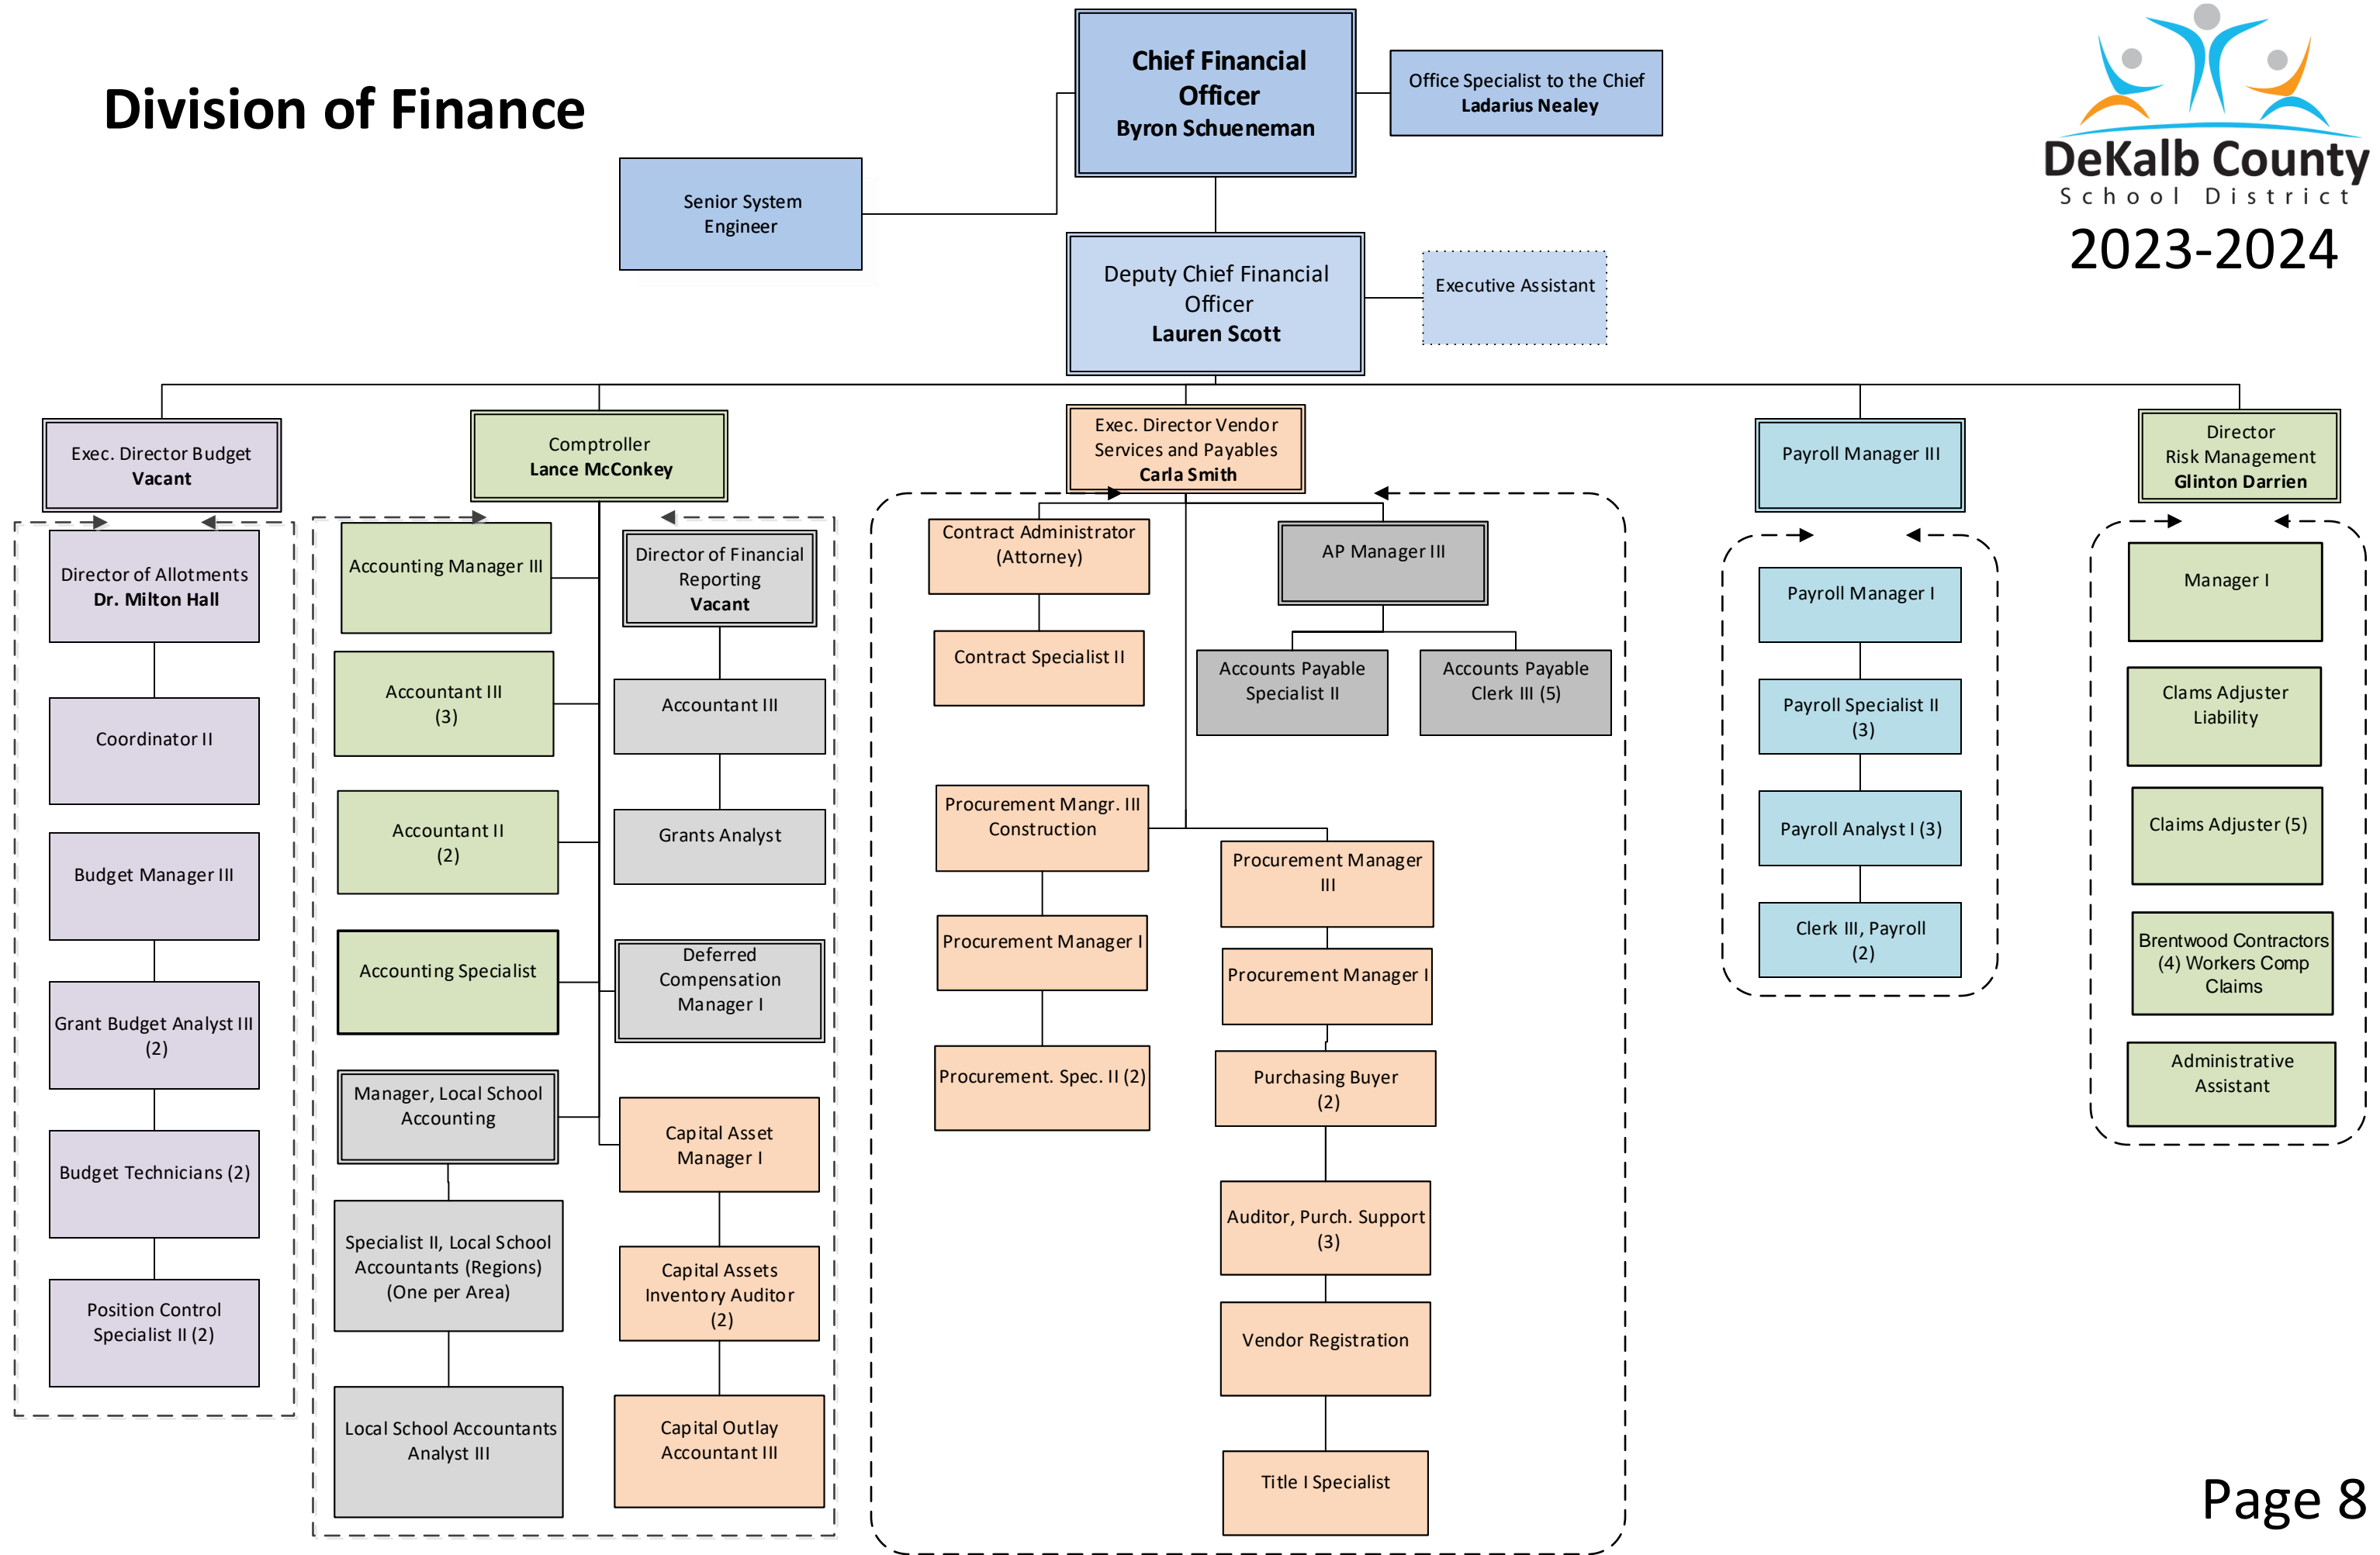 Division of Finance
Chief Financial
Officer
Byron Schueneman
Office Specialist to the Chief
Ladarius Nealey
DeKalb County
School District
2023-2024
Senior System
Engineer
Deputy Chief Financial
Officer
Lauren Scott
Executive Assistant
Exec. Director Budget
Vacant
Director of Allotments
Dr. Milton Hall
Coordinator II
Budget Manager III
Grant Budget Analyst III
(2)
Budget Technicians (2)
Position Control
Specialist II (2)
Comptroller
Lance McConkey
Accounting Manager III
Accountant III
(3)
Accountant II
(2)
Accounting Specialist
Manager, Local School
Accounting
Specialist II, Local School
Accountants (Regions)
(One per Area)
Local School Accountants
Analyst III
Director of Financial
Reporting
Vacant
Accountant III
Grants Analyst
Deferred
Compensation
Manager I
Capital Asset
Manager I
Capital Assets
Inventory Auditor
(2)
Capital Outlay
Accountant III
Exec. Director Vendor
Services and Payables
Carla Smith
Contract Administrator
(Attorney)
Contract Specialist II
AP Manager III
Accounts Payable
Specialist II
Accounts Payable
Clerk III (5)
Procurement Mangr. III
Construction
Procurement Manager I
Procurement. Spec. II (2)
Procurement Manager
III
Procurement Manager I
Purchasing Buyer
(2)
Auditor, Purch. Support
(3)
Vendor Registration
Title I Specialist
Payroll Manager III
Payroll Manager I
Payroll Specialist II
(3)
Payroll Analyst I (3)
Clerk III, Payroll
(2)
Director
Risk Management
Glinton Darrien
Manager I
Clams Adjuster
Liability
Claims Adjuster (5)
Brentwood Contractors
(4) Workers Comp
Claims
Administrative
Assistant
Page 8